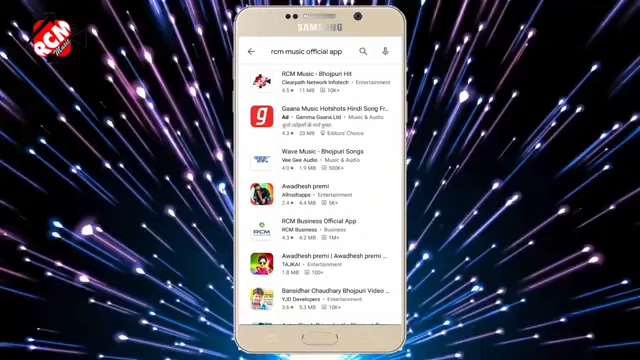 RCM
Music
SAMSUNG
rcm music official app
RCM Music - Bhojpuri Hit
Clearpath Network Infotech • Entertainment
4.5★ 11 MB 10K+
Gaana Music Hotshots Hindi Song Fr...
Ad • Gamma Gaana Ltd • Music & Audio
4.3★ 23 MB Editors' Choice
Wave Music - Bhojpuri Songs
Vee Gee Audio • Music & Audio
4.0★ 1.9 MB 500K+
Awadhesh premi
Allnsdtapps • Entertainment
2.4★ 4.4 MB 5K+
RCM Business Official App
RCM Business • Business
4.3★ 4.2 MB 1M+
Awadhesh premi | Awadhesh premi ...
TAJKAI • Entertainment
1.8 MB 100+
Bansidhar Chaudhary Bhojpuri Video ...
YJD Developers • Entertainment
3.6★ 5.3 MB 10K+